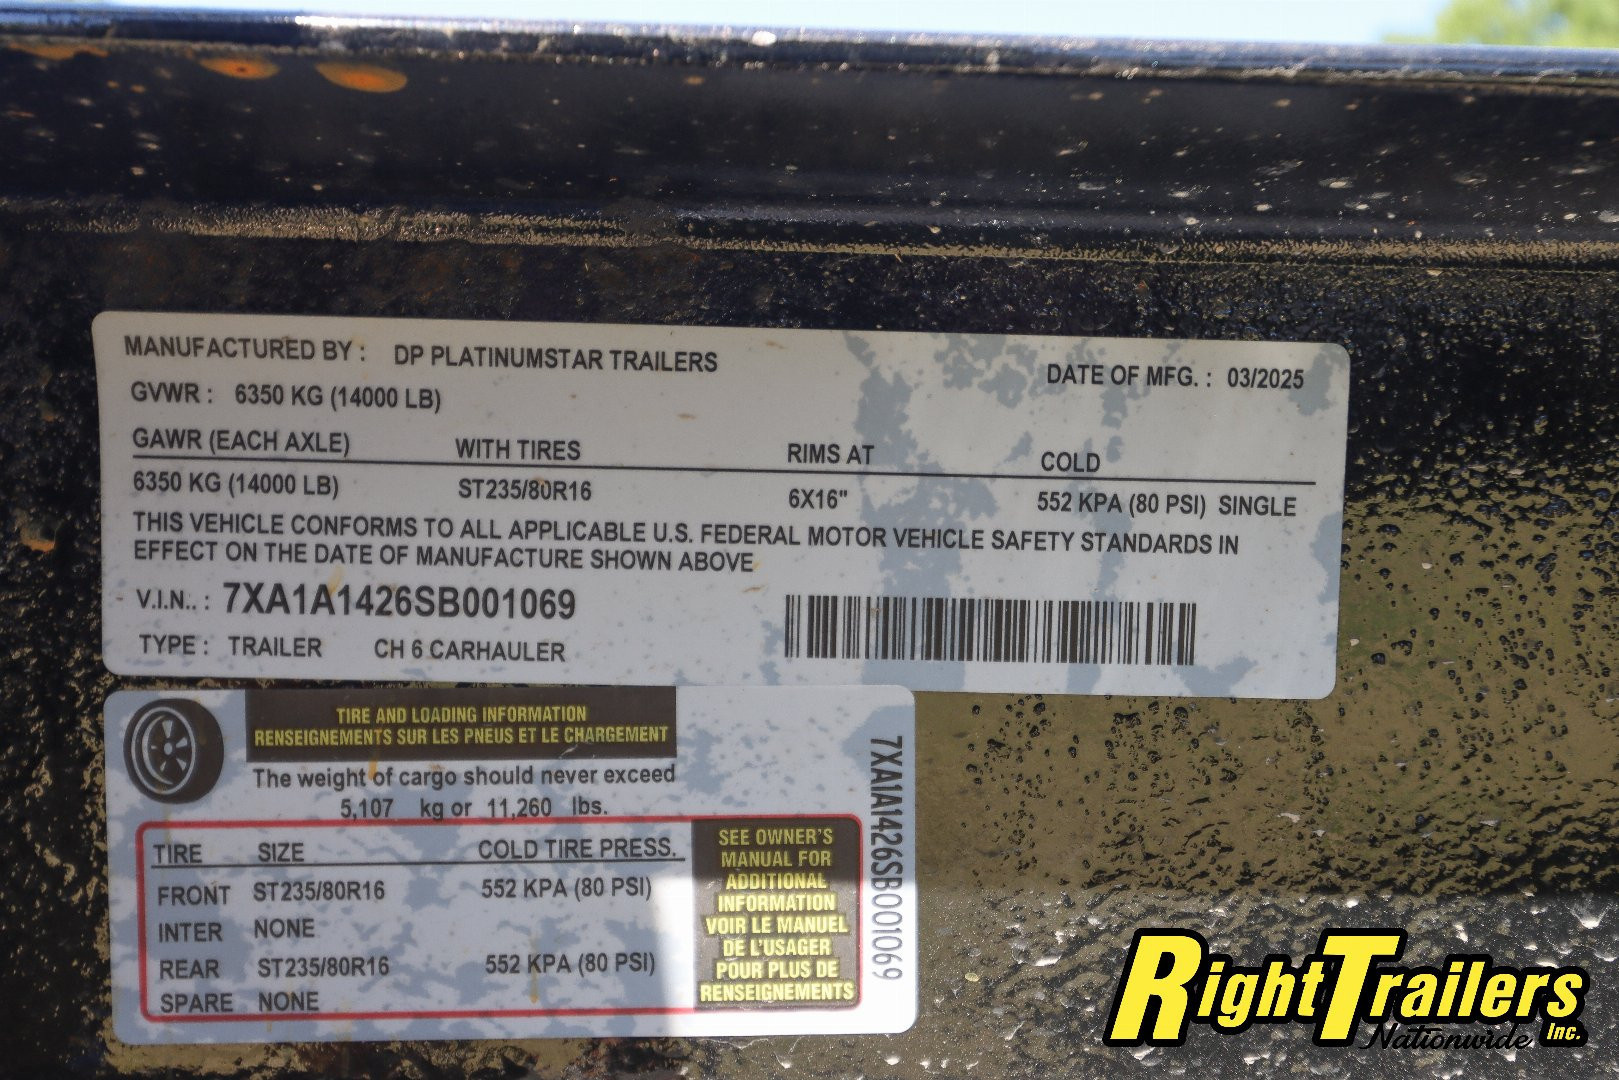 MANUFACTURED BY : DP PLATINUMSTAR TRAILERS DATE OF MFG. : 03/2025
GVWR : 6350 KG (14000 LB)
GAWR (EACH AXLE) WITH TIRES RIMS AT COLD
6350 KG (14000 LB) ST235/80R16 6X16" 552 KPA (80 PSI) SINGLE
THIS VEHICLE CONFORMS TO ALL APPLICABLE U.S. FEDERAL MOTOR VEHICLE SAFETY STANDARDS IN
EFFECT ON THE DATE OF MANUFACTURE SHOWN ABOVE
V.I.N.. : 7XA1A1426SB001069
TYPE : TRAILER CH 6 CARHAULER
TIRE AND LOADING INFORMATION
RENSEIGNEMENTS SUR LES PNEUS ET LE CHARGEMENT
The weight of cargo should never exceed
5,107 kg or 11,260 lbs.
TIRE SIZE COLD TIRE PRESS.
FRONT ST235/80R16 552 KPA (80 PSI)
INTER NONE
REAR ST235/80R16 552 KPA (80 PSI)
SPARE NONE
SEE OWNER'S
MANUAL FOR
ADDITIONAL
INFORMATION
VOIR LE MANUEL
DE L'USAGER
POUR PLUS DE
RENSEIGNEMENTS
7XA1A1426SB001069
RightTrailers
Nationwide Inc.